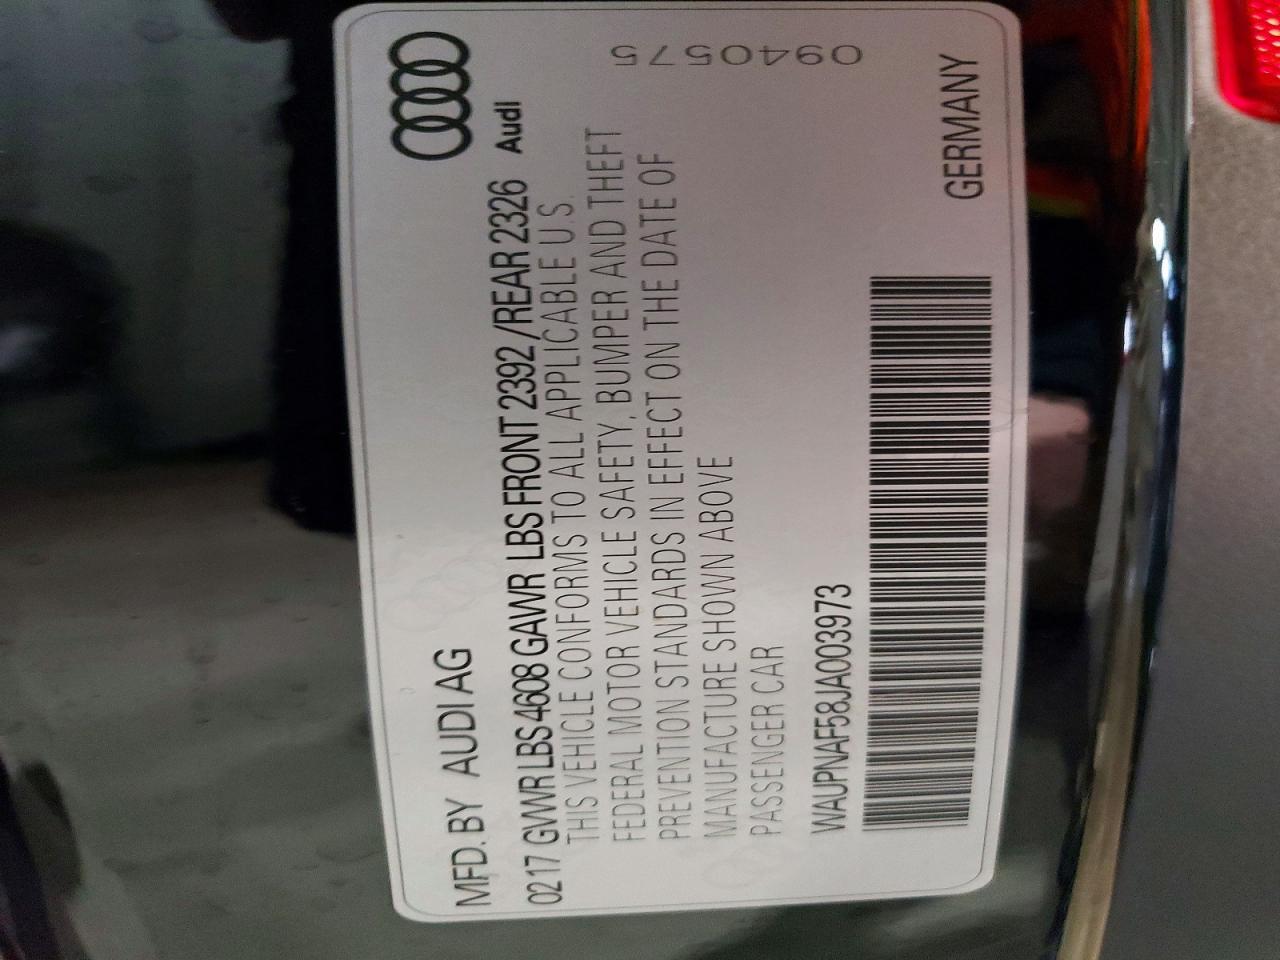 MFD. BY AUDI AG
Audi
0217 GVWR LBS 4608 GAWR LBS FRONT 2392 /REAR 2326
THIS VEHICLE CONFORMS TO ALL APPLICABLE U.S.
FEDERAL MOTOR VEHICLE SAFETY, BUMPER AND THEFT
PREVENTION STANDARDS IN EFFECT ON THE DATE OF
MANUFACTURE SHOWN ABOVE
PASSENGER CAR
0940575
WAUPNAF58JA003973
GERMANY